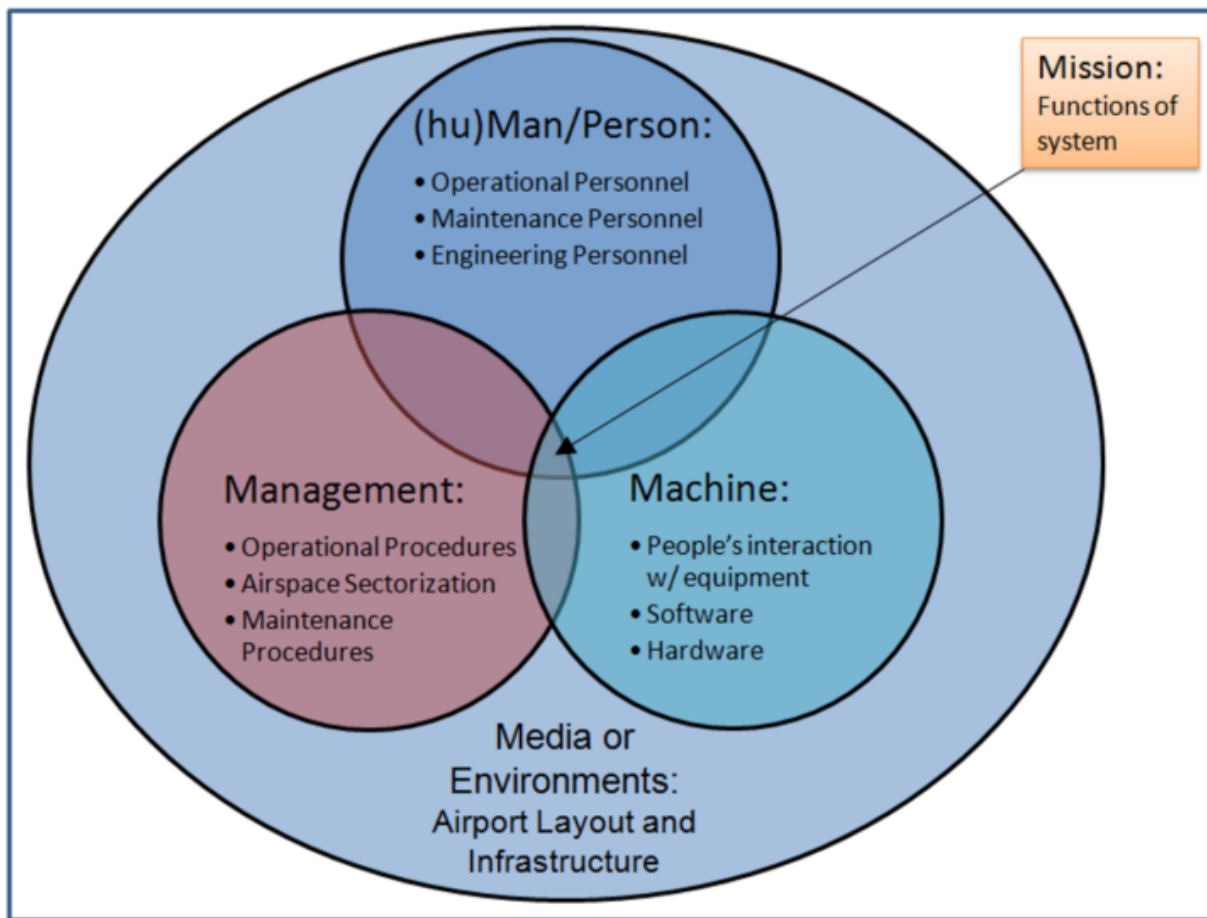 (hu)Man/Person:
• Operational Personnel
• Maintenance Personnel
• Engineering Personnel
Mission:
Functions of
system
Management:
• Operational Procedures
• Airspace Sectorization
• Maintenance
Procedures
Machine:
• People’s interaction
w/ equipment
• Software
• Hardware
Media or
Environments:
Airport Layout and
Infrastructure